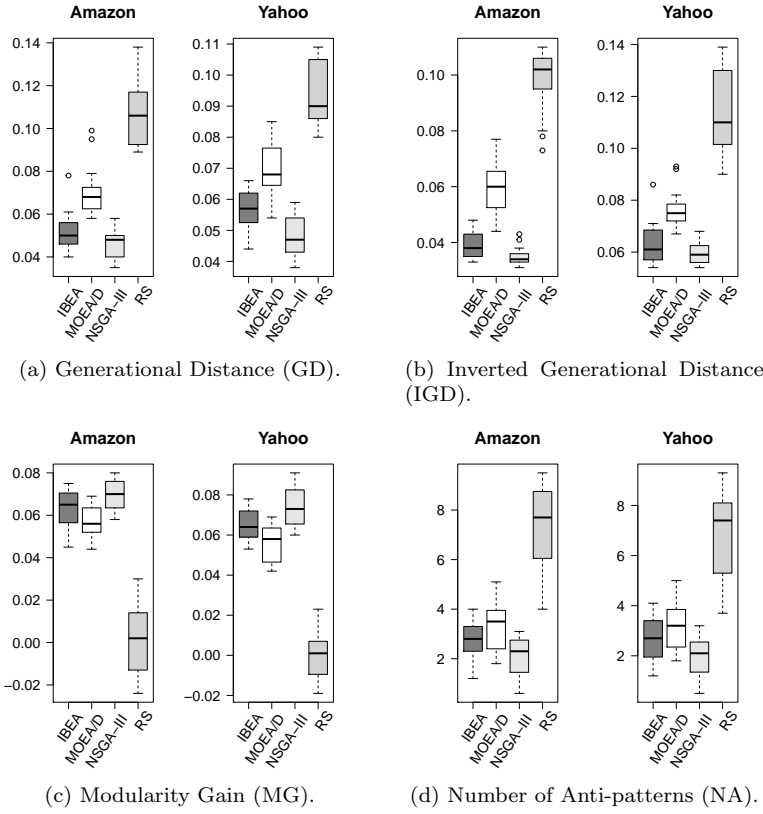 Amazon
0.14
0.12
0.10
0.08
0.06
0.04
IBEA
MOEA/D
NSGA−III
RS
Yahoo
0.11
0.10
0.09
0.08
0.07
0.06
0.05
0.04
IBEA
MOEA/D
NSGA−III
RS
(a) Generational Distance (GD).
Amazon
0.10
0.08
0.06
0.04
IBEA
MOEA/D
NSGA−III
RS
Yahoo
0.14
0.12
0.10
0.08
0.06
IBEA
MOEA/D
NSGA−III
RS
(b) Inverted Generational Distance
(IGD).
Amazon
0.08
0.06
0.04
0.02
0.00
−0.02
IBEA
MOEA/D
NSGA−III
RS
Yahoo
0.08
0.06
0.04
0.02
0.00
−0.02
IBEA
MOEA/D
NSGA−III
RS
(c) Modularity Gain (MG).
Amazon
8
6
4
2
IBEA
MOEA/D
NSGA−III
RS
Yahoo
8
6
4
2
IBEA
MOEA/D
NSGA−III
RS
(d) Number of Anti-patterns (NA).